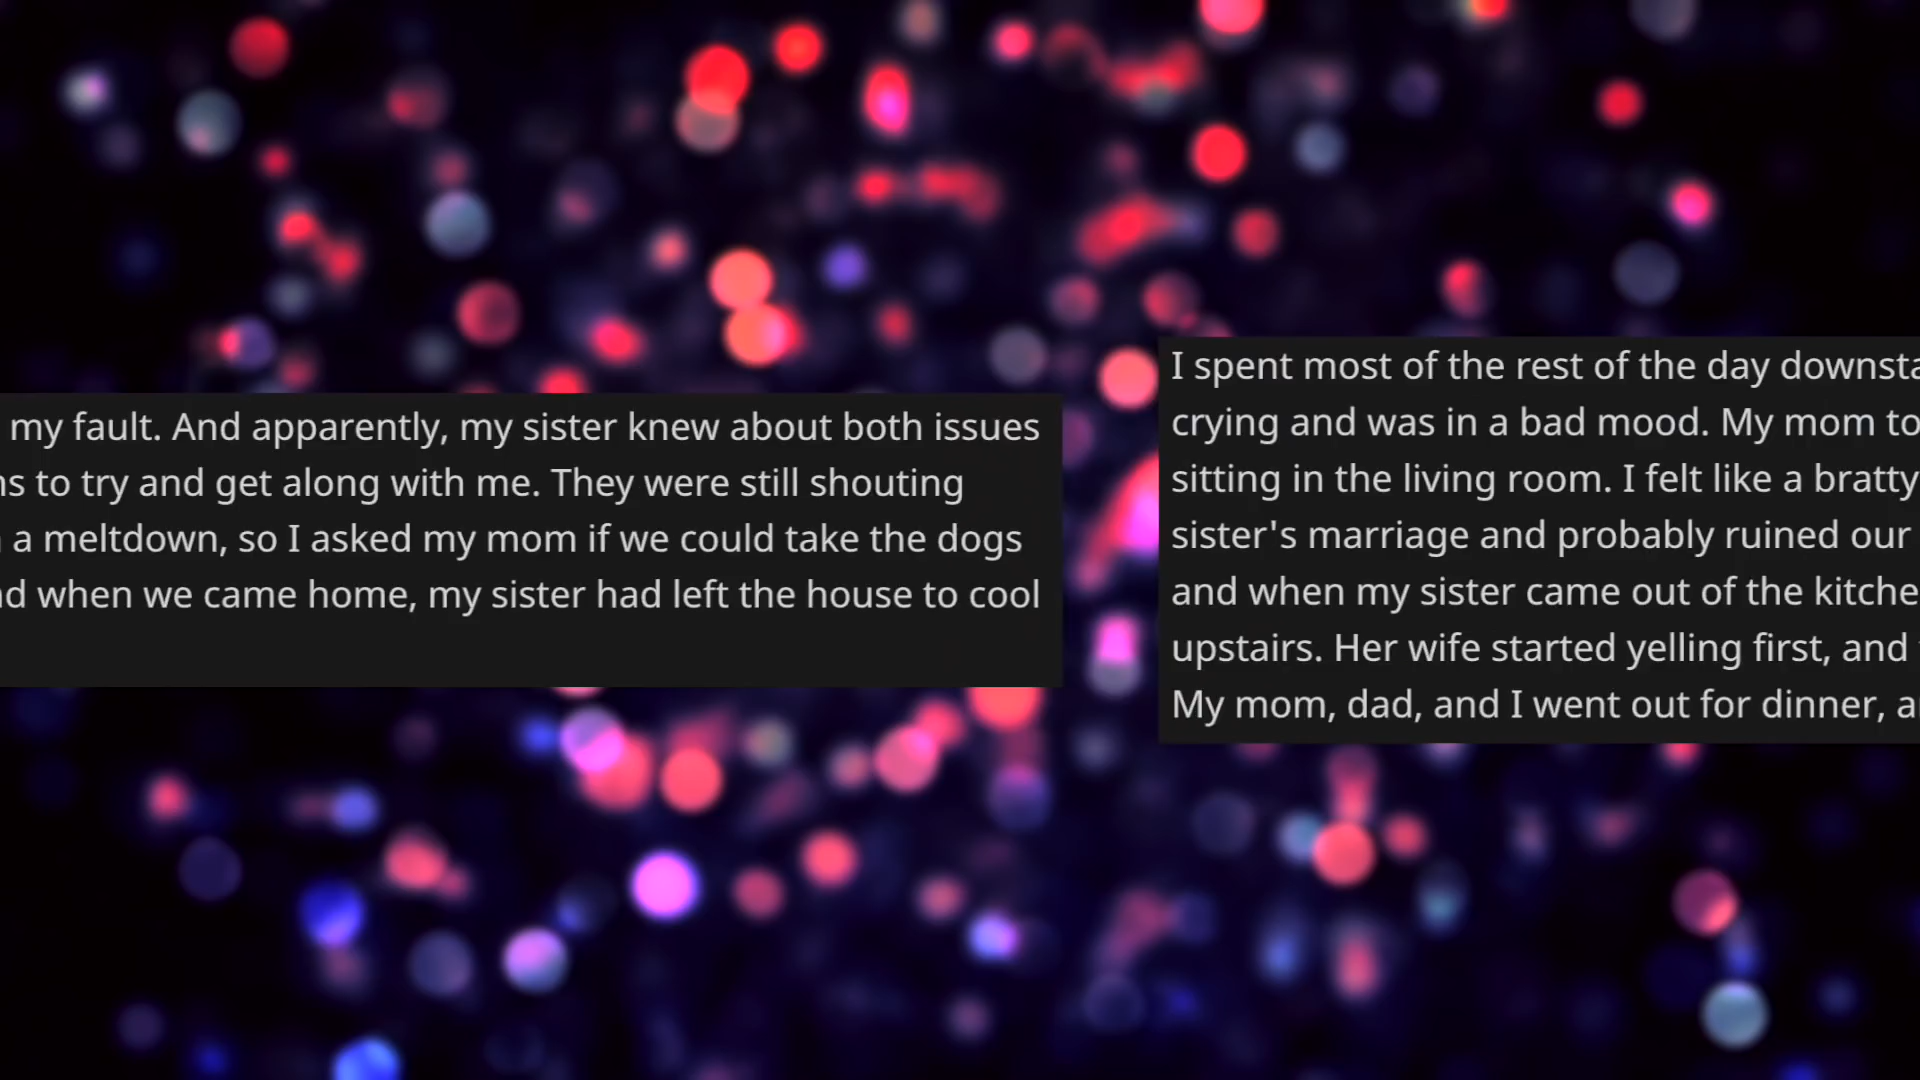 my fault. And apparently, my sister knew about both issues
to try and get along with me. They were still shouting
a meltdown, so I asked my mom if we could take the dogs
when we came home, my sister had left the house to cool
I spent most of the rest of the day
crying and was in a bad mood. My mom
sitting in the living room. I felt like a bratty
sister's marriage and probably ruined our
and when my sister came out of the
upstairs. Her wife started yelling first, and
My mom, dad, and I went out for dinner,